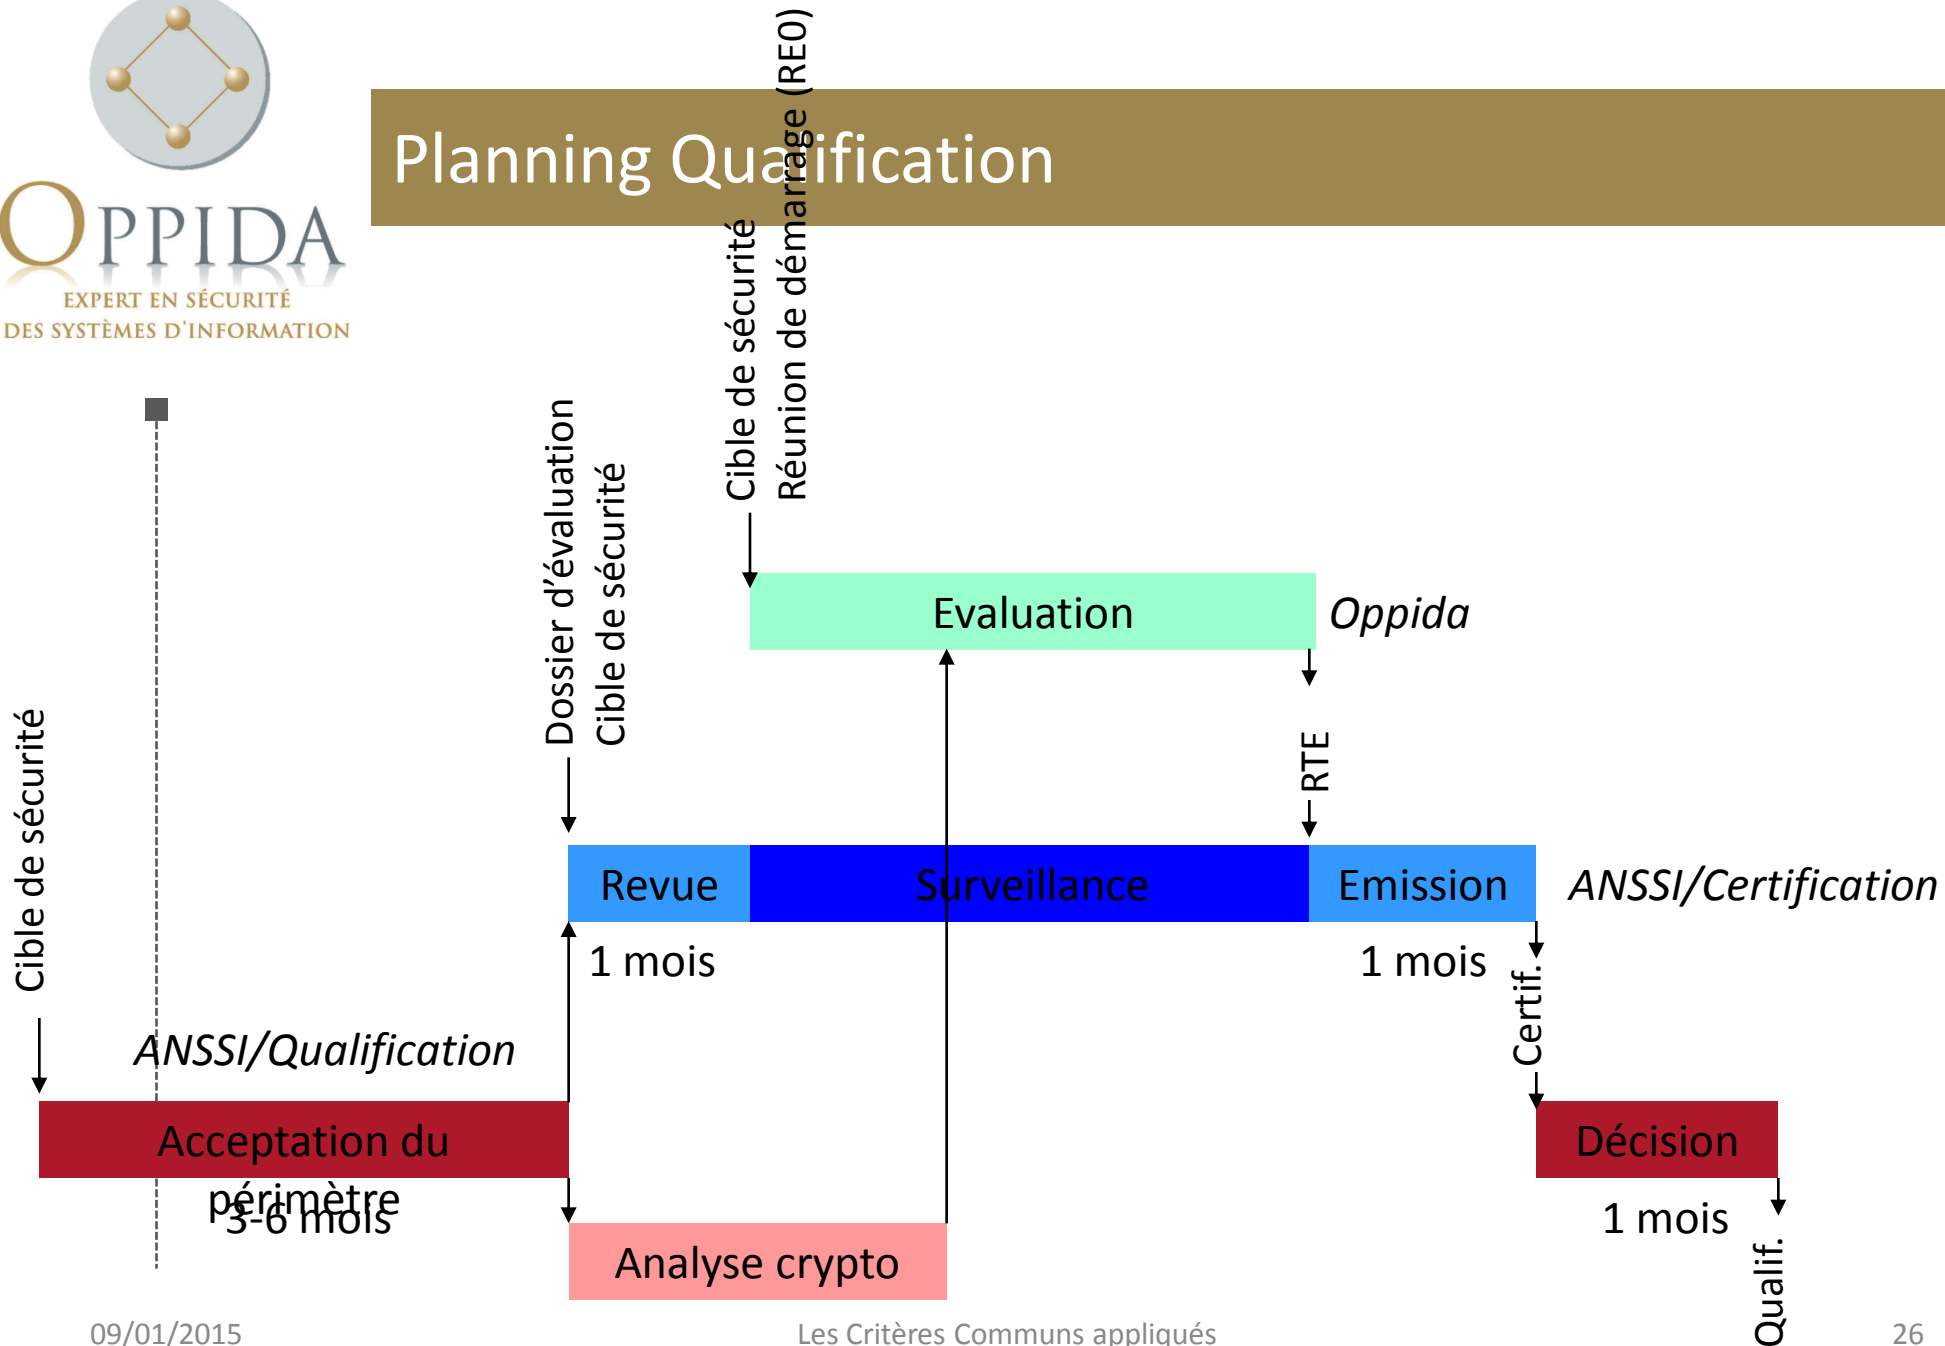 OPPIDA
EXPERT EN SÉCURITÉ
DES SYSTÈMES D'INFORMATION
Planning Qualification
Cible de sécurité
Réunion de démarrage (RE0)
Dossier d’évaluation
Cible de sécurité
Evaluation
Oppida
Cible de sécurité
RTE
Revue
Surveillance
Emission
ANSSI/Certification
1 mois
1 mois
Certif.
ANSSI/Qualification
Acceptation du
périmètre
3-6 mois
Décision
1 mois
Analyse crypto
Qualif.
09/01/2015
Les Critères Communs appliqués
26